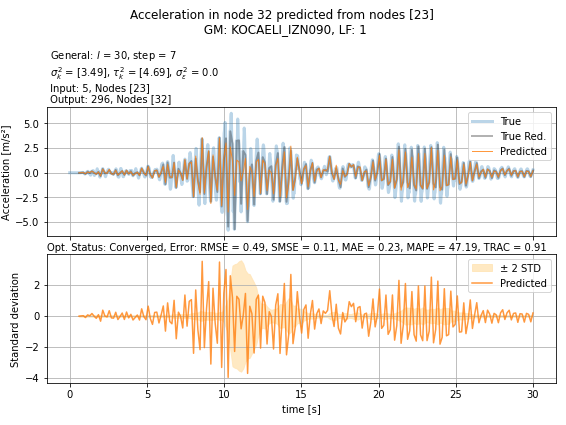 Acceleration in node 32 predicted from nodes [23]
GM: KOCAELI_IZN090, LF: 1
General: l = 30, step = 7
σ²ₖ = [3.49], τ²ₖ = [4.69], σ²ε = 0.0
Input: 5, Nodes [23]
Output: 296, Nodes [32]
Acceleration [m/s²]
5.0
2.5
0.0
−2.5
−5.0
True
True Red.
Predicted
Opt. Status: Converged, Error: RMSE = 0.49, SMSE = 0.11, MAE = 0.23, MAPE = 47.19, TRAC = 0.91
Standard deviation
2
0
−2
−4
± 2 STD
Predicted
0 5 10 15 20 25 30
time [s]